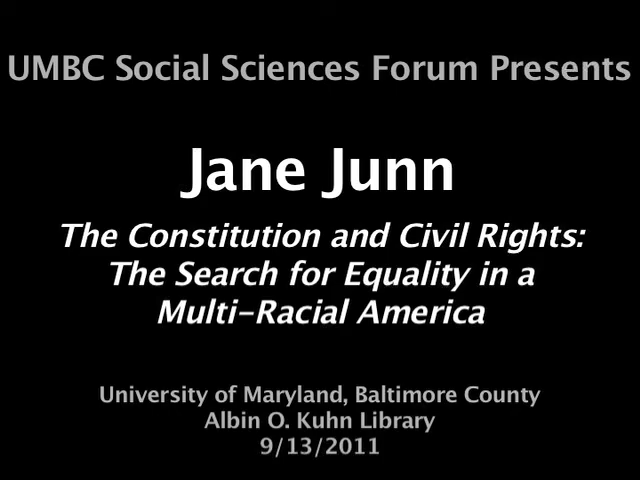 UMBC Social Sciences Forum Presents
Jane Junn
The Constitution and Civil Rights:
The Search for Equality in a
Multi-Racial America
University of Maryland, Baltimore County
Albin O. Kuhn Library
9/13/2011